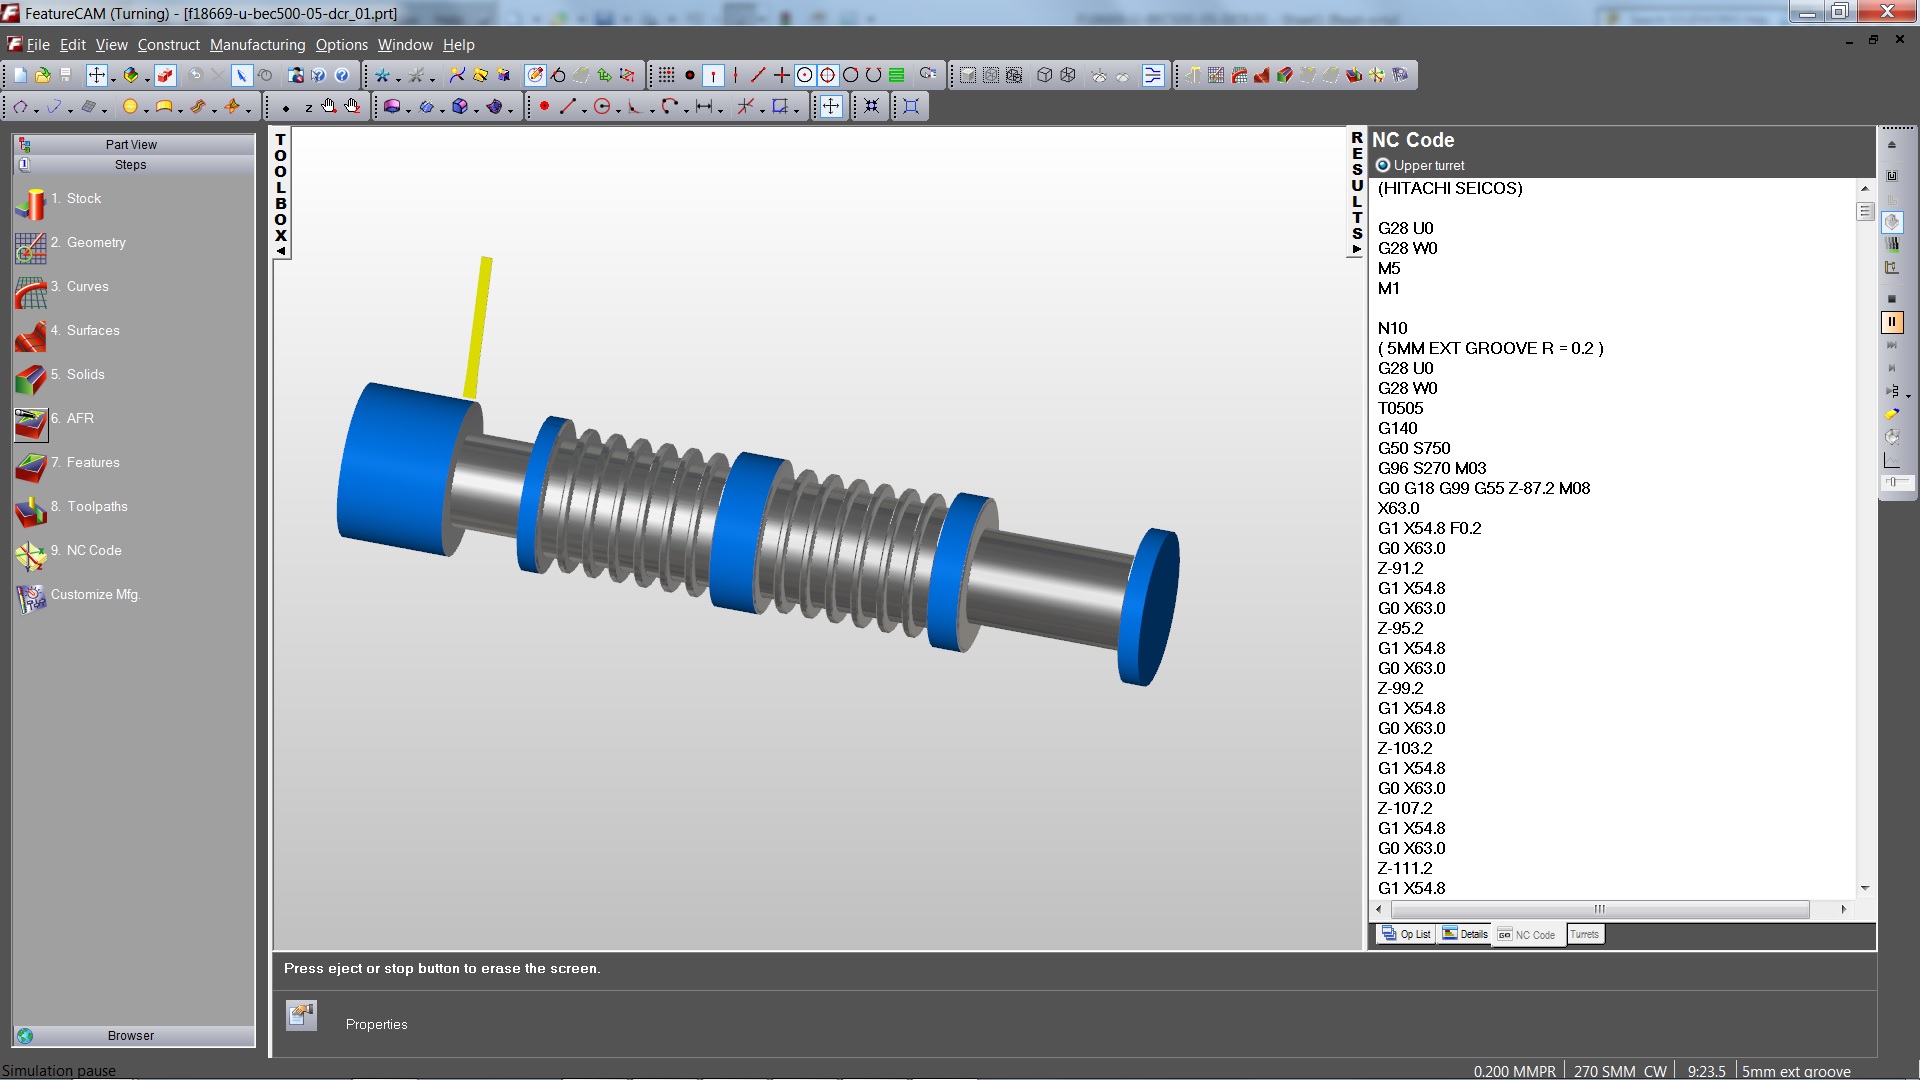 FeatureCAM (Turning) - [f18669-u-bec500-05-dcr_01.prt]
File Edit View Construct Manufacturing Options Window Help
Part View
Steps
1. Stock
2. Geometry
3. Curves
4. Surfaces
5. Solids
6. AFR
7. Features
8. Toolpaths
9. NC Code
Customize Mfg.
Browser
TOOLBOX
RESULTS
NC Code
Upper turret
(HITACHI SEICOS)
G28 U0
G28 W0
M5
M1
N10
( 5MM EXT GROOVE R = 0.2 )
G28 U0
G28 W0
T0505
G140
G50 S750
G96 S270 M03
G0 G18 G99 G55 Z-87.2 M08
X63.0
G1 X54.8 F0.2
G0 X63.0
Z-91.2
G1 X54.8
G0 X63.0
Z-95.2
G1 X54.8
G0 X63.0
Z-99.2
G1 X54.8
G0 X63.0
Z-103.2
G1 X54.8
G0 X63.0
Z-107.2
G1 X54.8
G0 X63.0
Z-111.2
G1 X54.8
Op List Details NC Code Turrets
Press eject or stop button to erase the screen.
Properties
Simulation pause
0.200 MMPR 270 SMM CW 9:23.5 5mm ext groove